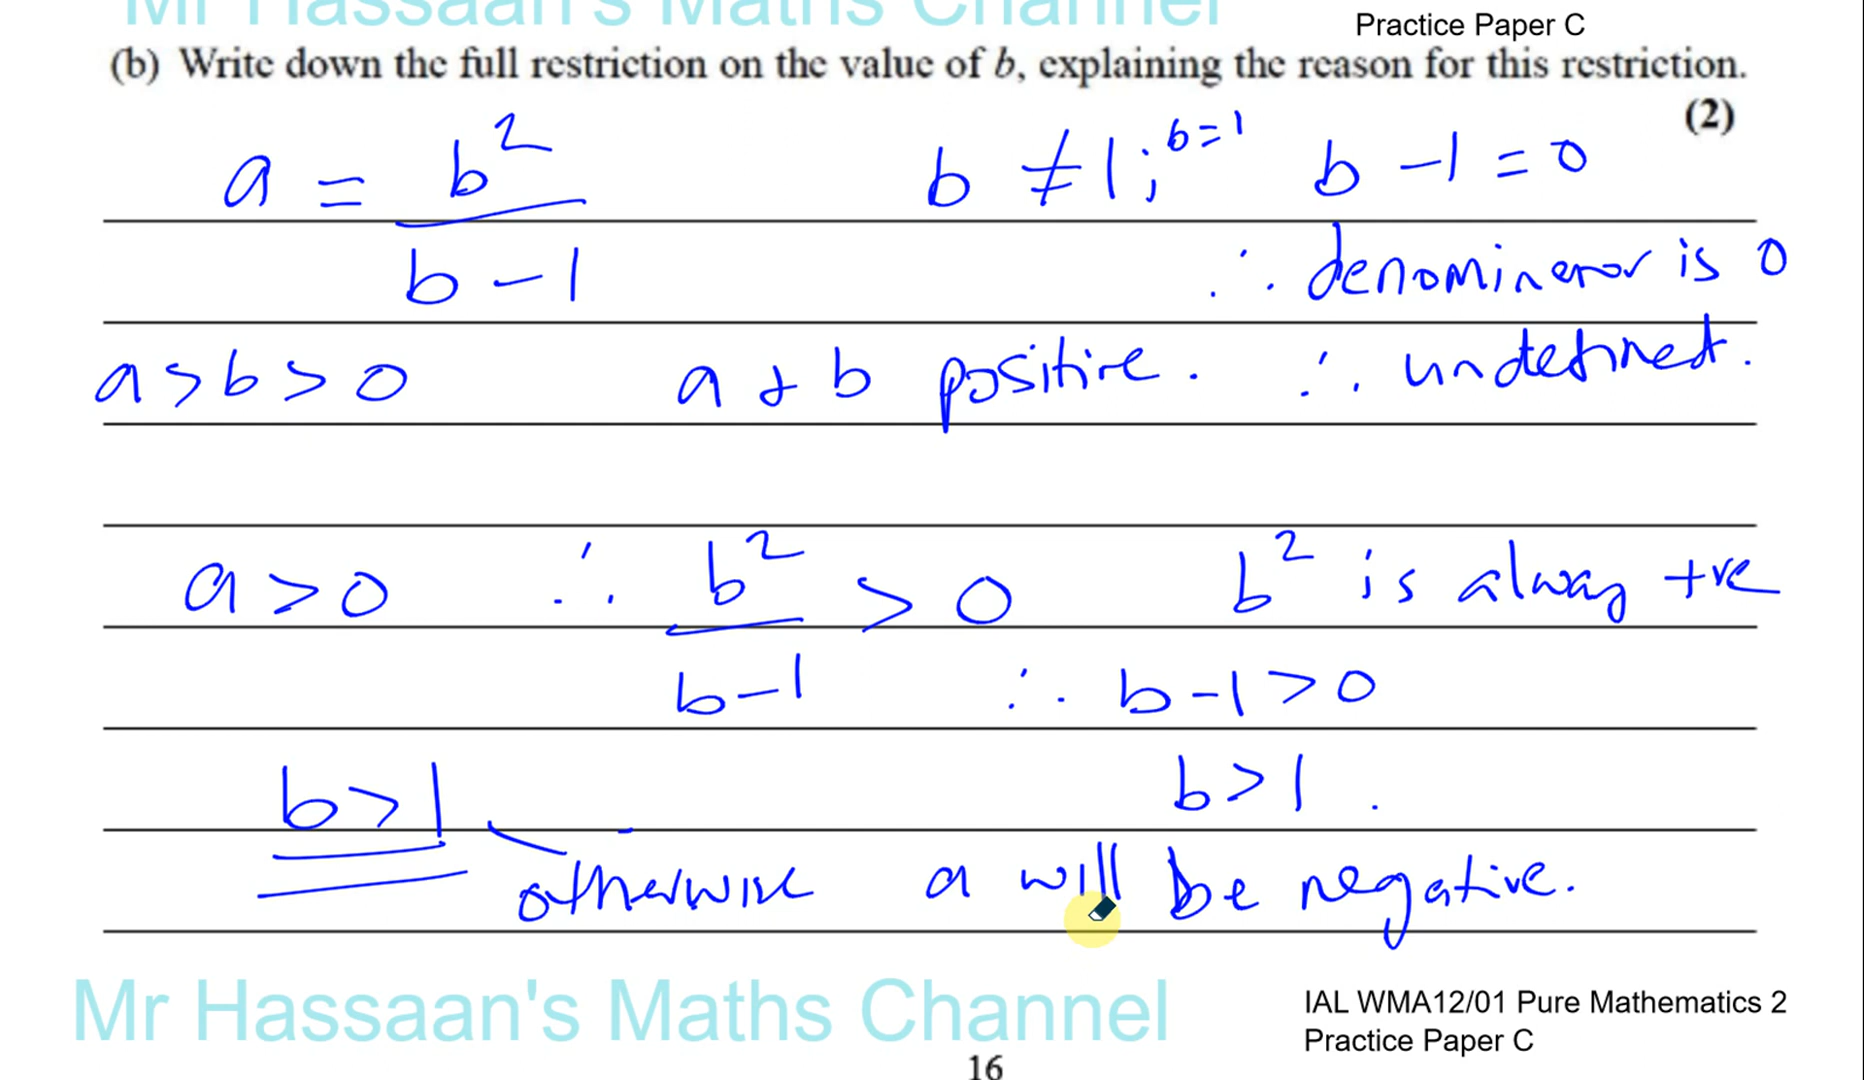 Mr Hassaan's Maths Channel
Practice Paper C
(b) Write down the full restriction on the value of b, explaining the reason for this restriction.
(2)
a = b² / b - 1
b ≠ 1; b=1 b - 1 = 0
∴ denominator is 0
a > b > 0 a + b positive. ∴ undefined.
a > 0 ∴ b² / b-1 > 0 b² is always +ve
∴ b - 1 > 0
b > 1 b > 1.
otherwise a will be negative.
Mr Hassaan's Maths Channel
IAL WMA12/01 Pure Mathematics 2
Practice Paper C
16